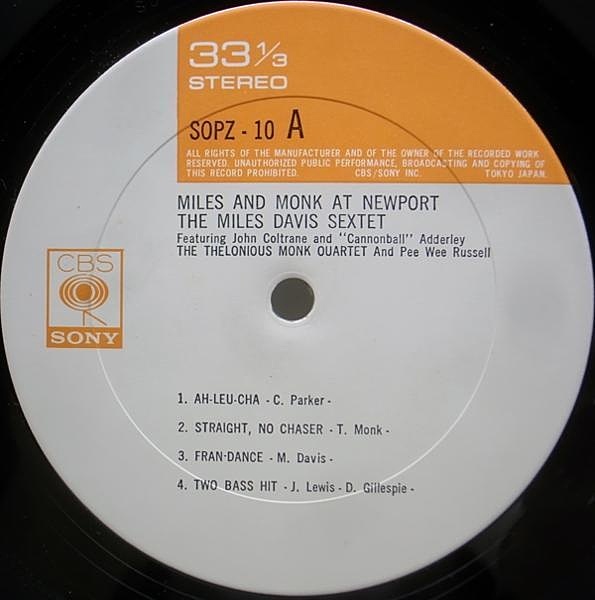 33 1/3
STEREO
SOPZ - 10 A
ALL RIGHTS OF THE MANUFACTURER AND OF THE OWNER OF THE RECORDED WORK
RESERVED. UNAUTHORIZED PUBLIC PERFORMANCE, BROADCASTING AND COPYING OF
THIS RECORD PROHIBITED. CBS/SONY INC. TOKYO JAPAN.
MILES AND MONK AT NEWPORT
THE MILES DAVIS SEXTET
Featuring John Coltrane and "Cannonball" Adderley
THE THELONIOUS MONK QUARTET And Pee Wee Russell
CBS
SONY
1. AH-LEU-CHA - C. Parker -
2. STRAIGHT, NO CHASER - T. Monk -
3. FRAN-DANCE - M. Davis -
4. TWO BASS HIT - J. Lewis - D. Gillespie -